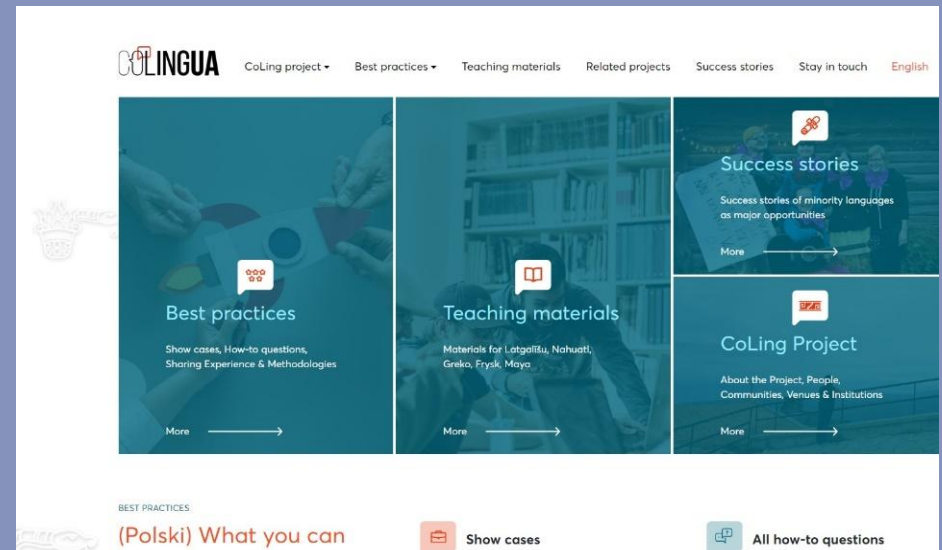 COLINGUA
CoLing project
Best practices
Teaching materials
Related projects
Success stories
Stay in touch
English
Best practices
Show cases, How-to questions,
Sharing Experience & Methodologies
More
Teaching materials
Materials for Latgalīšu, Nahuatl,
Greko, Frysk, Maya
More
Success stories
Success stories of minority languages
as major opportunities
More
CoLing Project
About the Project, People,
Communities, Venues & Institutions
More
BEST PRACTICES
(Polski) What you can
Show cases
All how-to questions